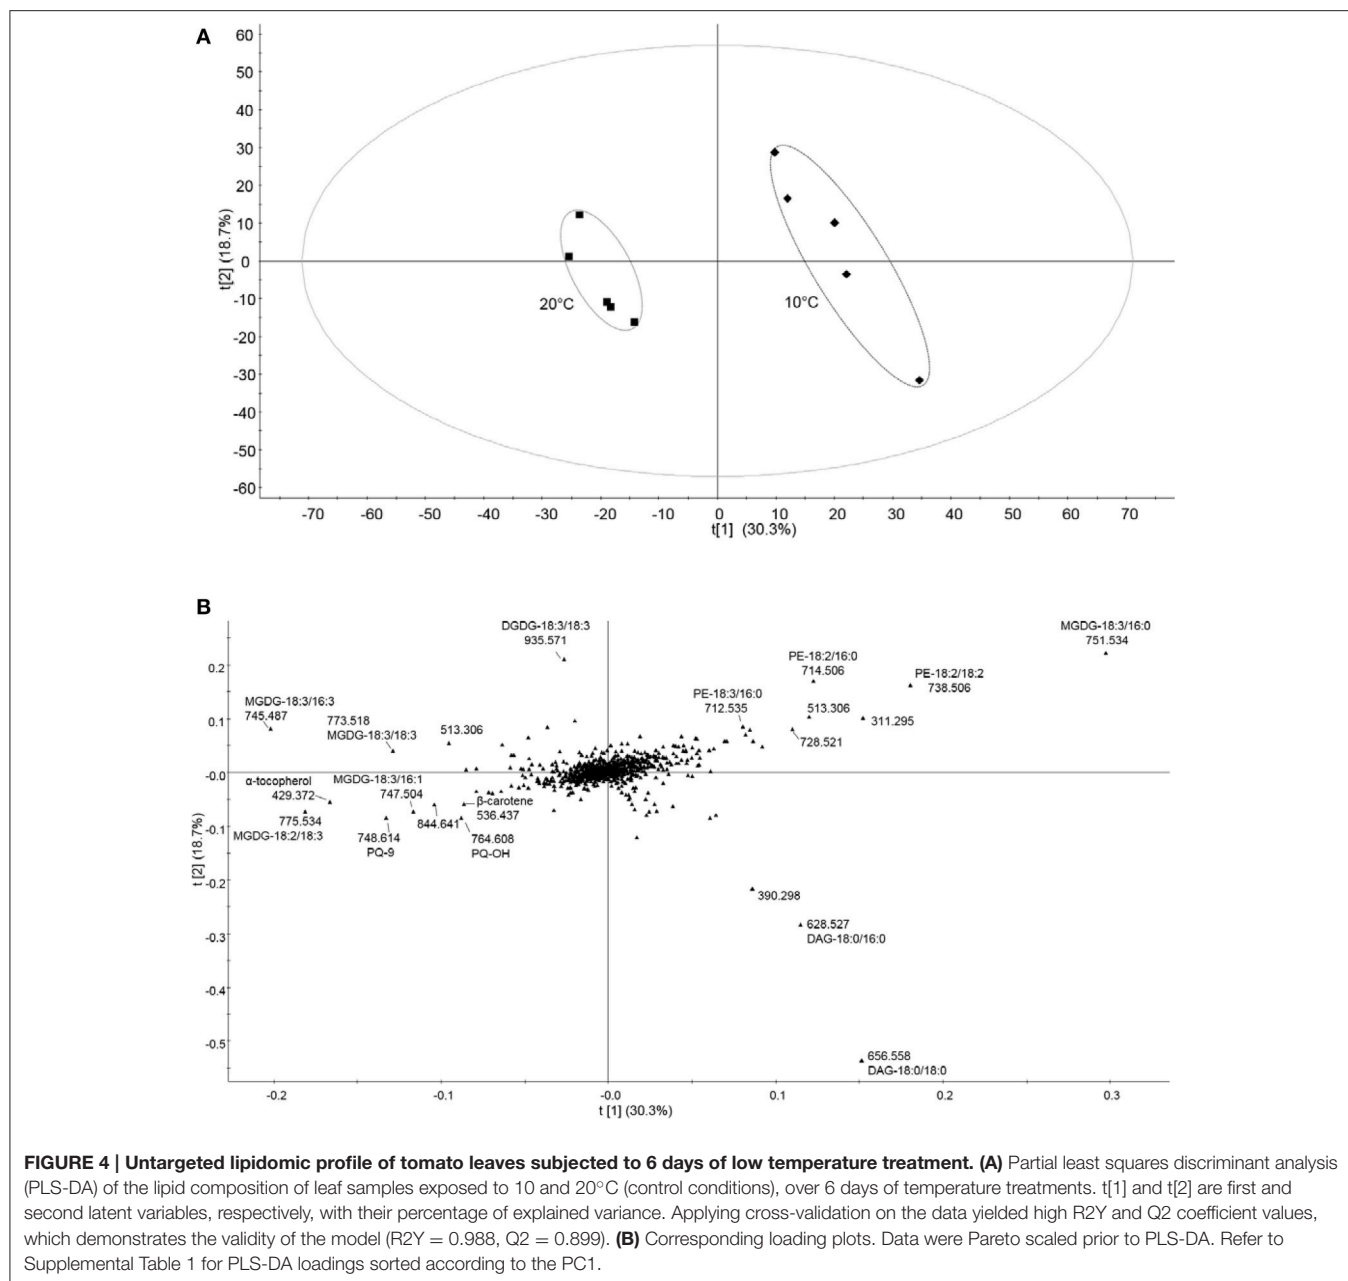 A
60
50
40
30
20
10
0
-10
-20
-30
-40
-50
-60
t[2] (18.7%)
20°C
10°C
-70 -60 -50 -40 -30 -20 -10 0 10 20 30 40 50 60 70
t[1] (30.3%)
B
DGDG-18:3/18:3
935.571
MGDG-18:3/16:0
751.534
PE-18:2/16:0
714.506
PE-18:2/18:2
738.506
PE-18:3/16:0
712.535
513.306
311.295
728.521
MGDG-18:3/16:3
745.487
773.518
MGDG-18:3/18:3
513.306
α-tocopherol
429.372
775.534
MGDG-18:2/18:3
MGDG-18:3/16:1
747.504
748.614
PQ-9
844.641
β-carotene
536.437
764.608
PQ-OH
390.298
628.527
DAG-18:0/16:0
656.558
DAG-18:0/18:0
0.2
0.1
-0.0
-0.1
-0.2
-0.3
-0.4
-0.5
t [2] (18.7%)
-0.2 -0.1 -0.0 0.1 0.2 0.3
t [1] (30.3%)
FIGURE 4 | Untargeted lipidomic profile of tomato leaves subjected to 6 days of low temperature treatment. (A) Partial least squares discriminant analysis
(PLS-DA) of the lipid composition of leaf samples exposed to 10 and 20°C (control conditions), over 6 days of temperature treatments. t[1] and t[2] are first and
second latent variables, respectively, with their percentage of explained variance. Applying cross-validation on the data yielded high R2Y and Q2 coefficient values,
which demonstrates the validity of the model (R2Y = 0.988, Q2 = 0.899). (B) Corresponding loading plots. Data were Pareto scaled prior to PLS-DA. Refer to
Supplemental Table 1 for PLS-DA loadings sorted according to the PC1.